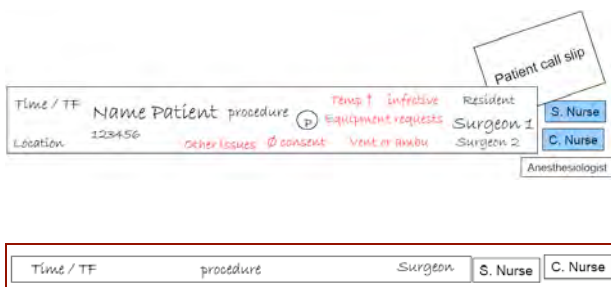 Patient call slip
Time / TF Name Patient procedure P Temp ↑ infective Resident
Equipment requests Surgeon 1 S. Nurse
Location 123456 Other Issues Ø consent Vent or ambu Surgeon 2 C. Nurse
Anesthesiologist
Time / TF procedure Surgeon S. Nurse C. Nurse